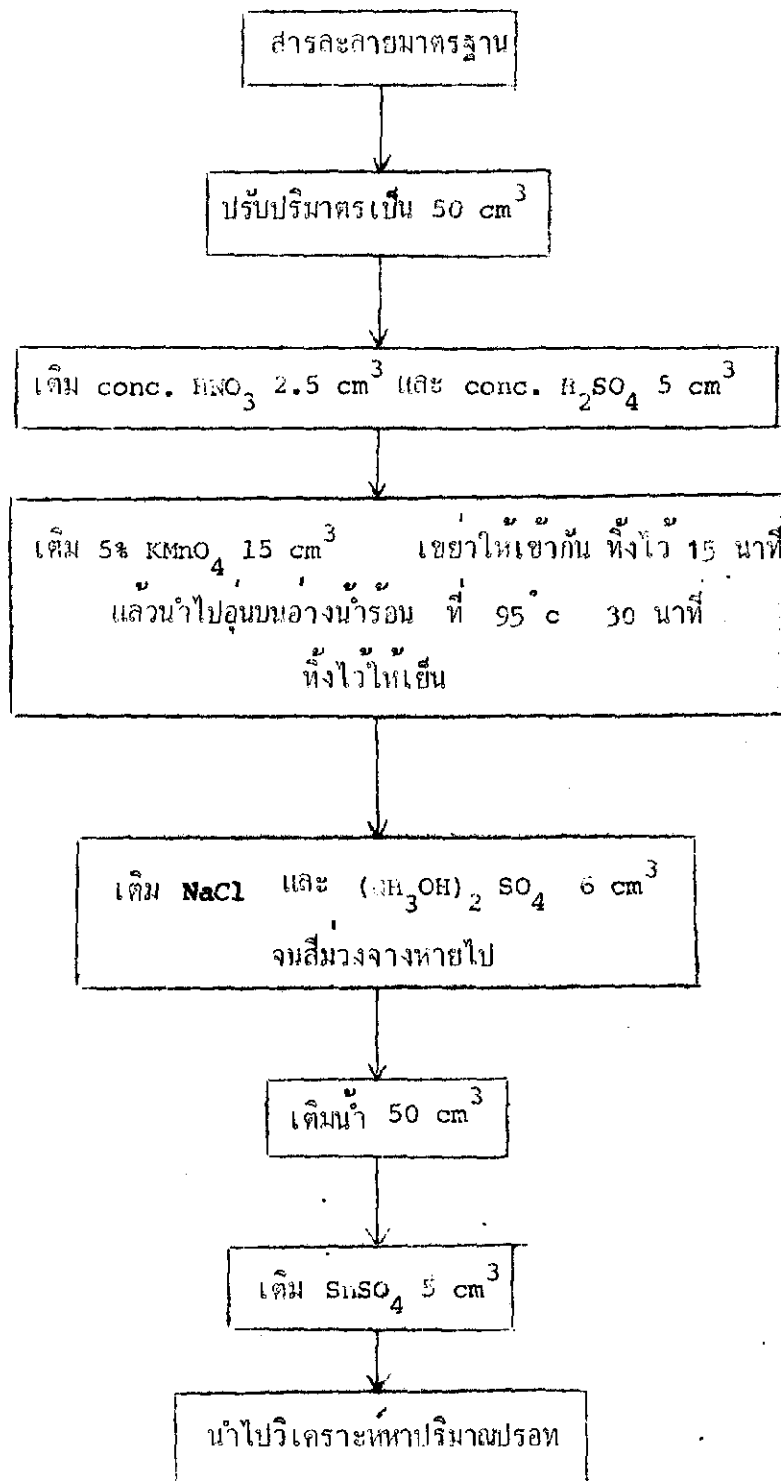 สารละลายมาตรฐาน
ปรับปริมาตรเป็น 50 cm³
เติม conc. HNO₃ 2.5 cm³ และ conc. H₂SO₄ 5 cm³
เติม 5% KMnO₄ 15 cm³ เขย่าให้เข้ากัน ทิ้งไว้ 15 นาที
แล้วนำไปอุ่นบนอ่างน้ำร้อน ที่ 95°c 30 นาที
ทิ้งไว้ให้เย็น
เติม NaCl และ (NH₃OH)₂ SO₄ 6 cm³
จนสีม่วงจางหายไป
เติมน้ำ 50 cm³
เติม SnSO₄ 5 cm³
นำไปวิเคราะห์หาปริมาณปรอท